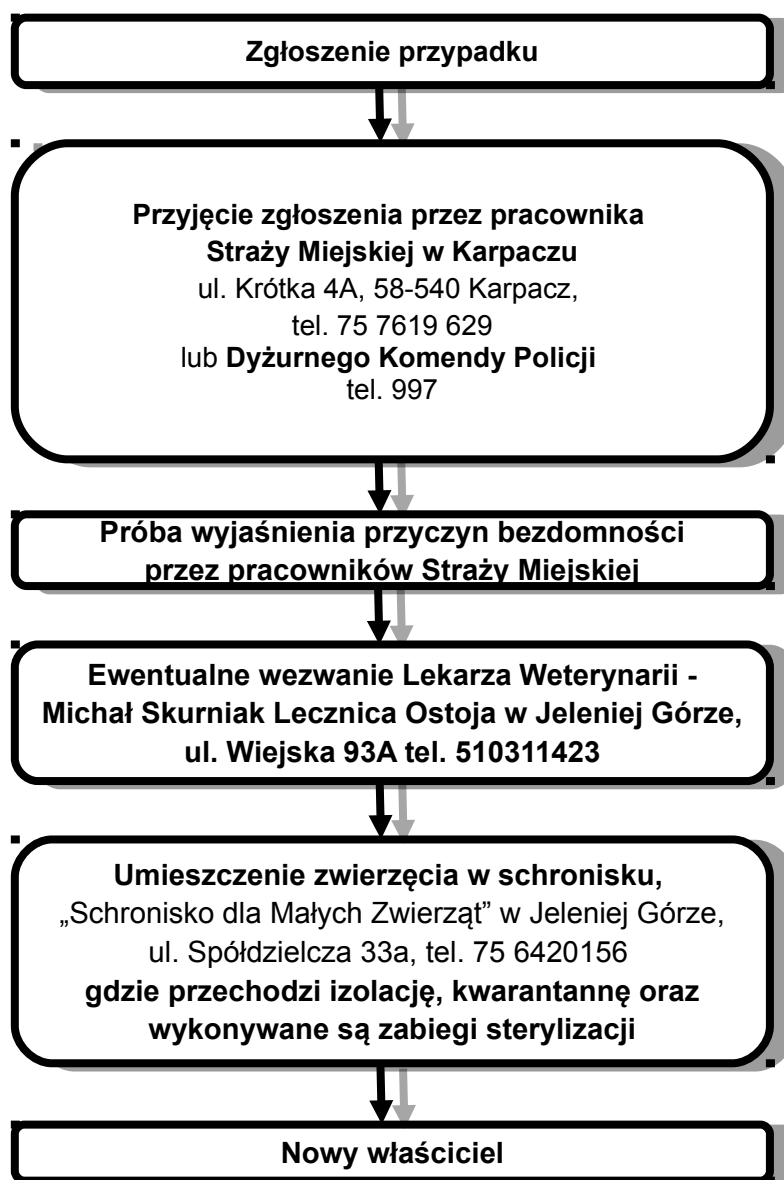 Zgłoszenie przypadku
Przyjęcie zgłoszenia przez pracownika
Straży Miejskiej w Karpaczu
ul. Krótka 4A, 58-540 Karpacz,
tel. 75 7619 629
lub Dyżurnego Komendy Policji
tel. 997
Próba wyjaśnienia przyczyn bezdomności
przez pracowników Straży Miejskiej
Ewentualne wezwanie Lekarza Weterynarii -
Michał Skurniak Lecznica Ostoja w Jeleniej Górze,
ul. Wiejska 93A tel. 510311423
Umieszczenie zwierzęcia w schronisku,
„Schronisko dla Małych Zwierząt” w Jeleniej Górze,
ul. Spółdzielcza 33a, tel. 75 6420156
gdzie przechodzi izolację, kwarantannę oraz
wykonywane są zabiegi sterylizacji
Nowy właściciel